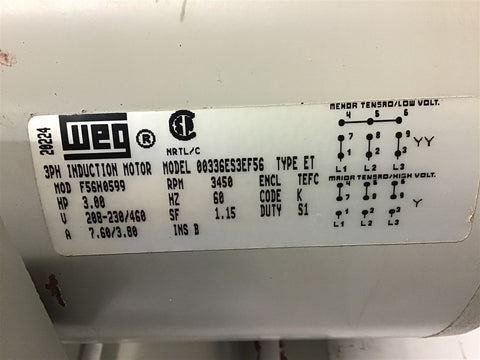 20224
WEG ®
NRTL/C
3PH INDUCTION MOTOR MODEL 00336ES3EF56 TYPE ET
MOD F56H0599 RPM 3450 ENCL TEFC
HP 3.00 HZ 60 CODE K
V 208-230/460 SF 1.15 DUTY S1
A 7.60/3.80 INS B
MENOR TENSAO/LOW VOLT.
4 5 6
7 8 9 YY
1 2 3
L1 L2 L3
MAIOR TENSAO/HIGH VOLT.
4 5 6
7 8 9 Y
1 2 3
L1 L2 L3